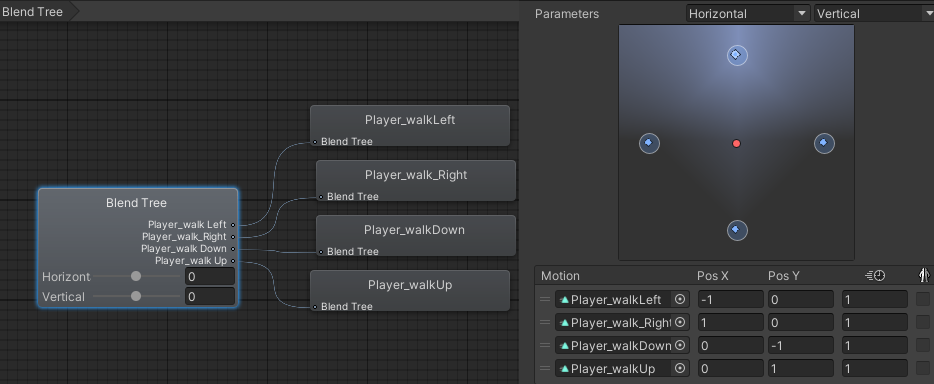 Blend Tree
Player_walkLeft
Blend Tree
Player_walk_Right
Blend Tree
Player_walkDown
Blend Tree
Player_walkUp
Blend Tree
Blend Tree
Player_walk Left
Player_walk_Right
Player_walk Down
Player_walk Up
Horizont 0
Vertical 0
Parameters Horizontal Vertical
Motion Pos X Pos Y
Player_walkLeft -1 0 1
Player_walk_Right 1 0 1
Player_walkDown 0 -1 1
Player_walkUp 0 1 1